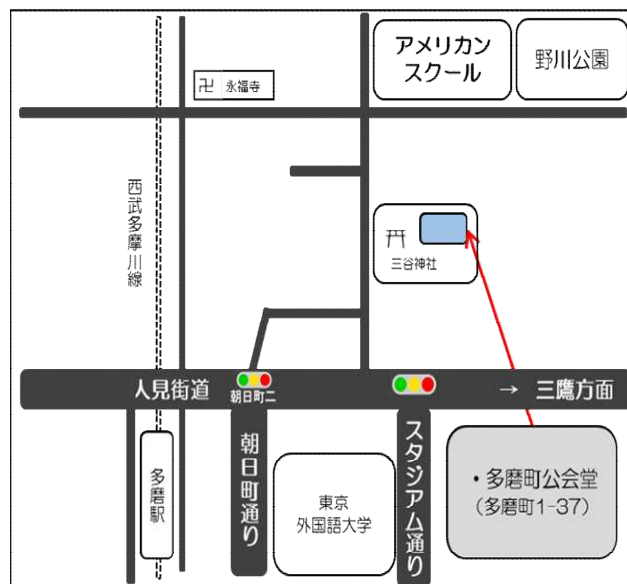 アメリカン
スクール
野川公園
卍 永福寺
西武多摩川線
三谷神社
人見街道
朝日町二
→ 三鷹方面
多磨駅
朝日町通り
東京
外国語大学
スタジアム通り
・多磨町公会堂
(多磨町1-37)